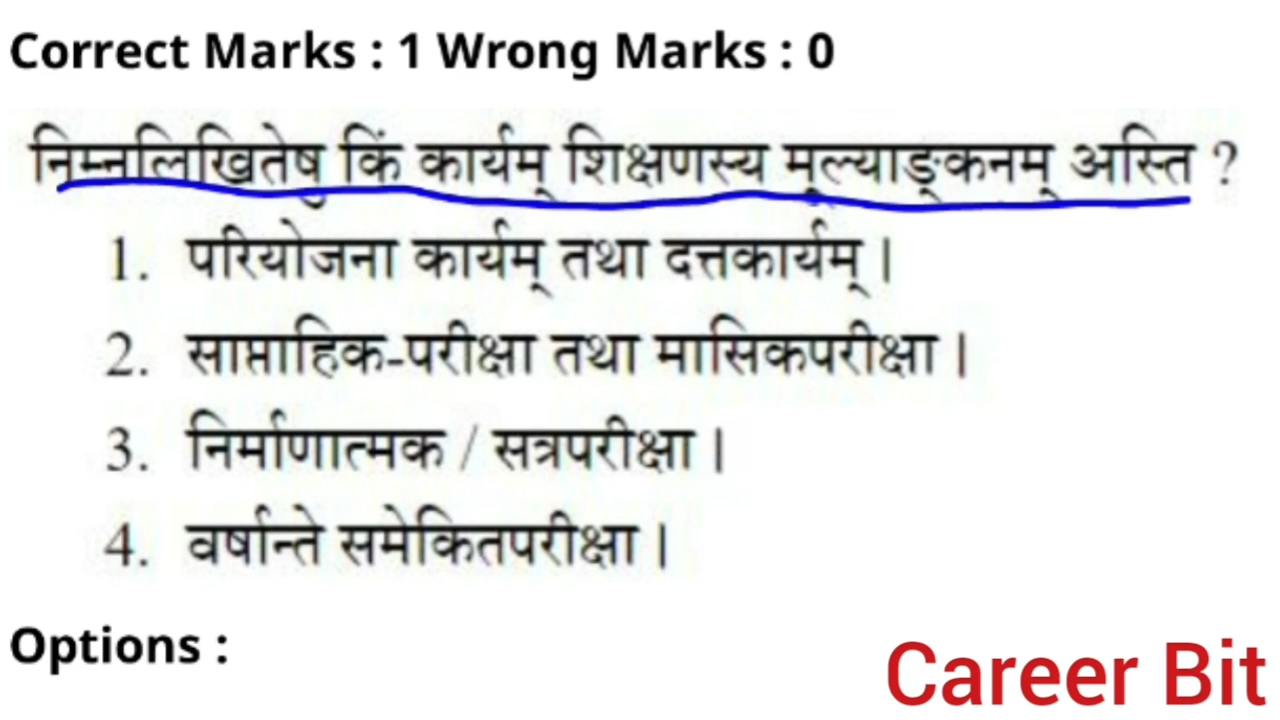 Correct Marks : 1 Wrong Marks : 0
निम्नलिखितेषु किं कार्यम् शिक्षणस्य मूल्याङ्कनम् अस्ति ?
1. परियोजना कार्यम् तथा दत्तकार्यम् ।
2. साप्ताहिक-परीक्षा तथा मासिकपरीक्षा ।
3. निर्माणात्मक / सत्रपरीक्षा ।
4. वर्षान्ते समेकितपरीक्षा ।
Options :
Career Bit